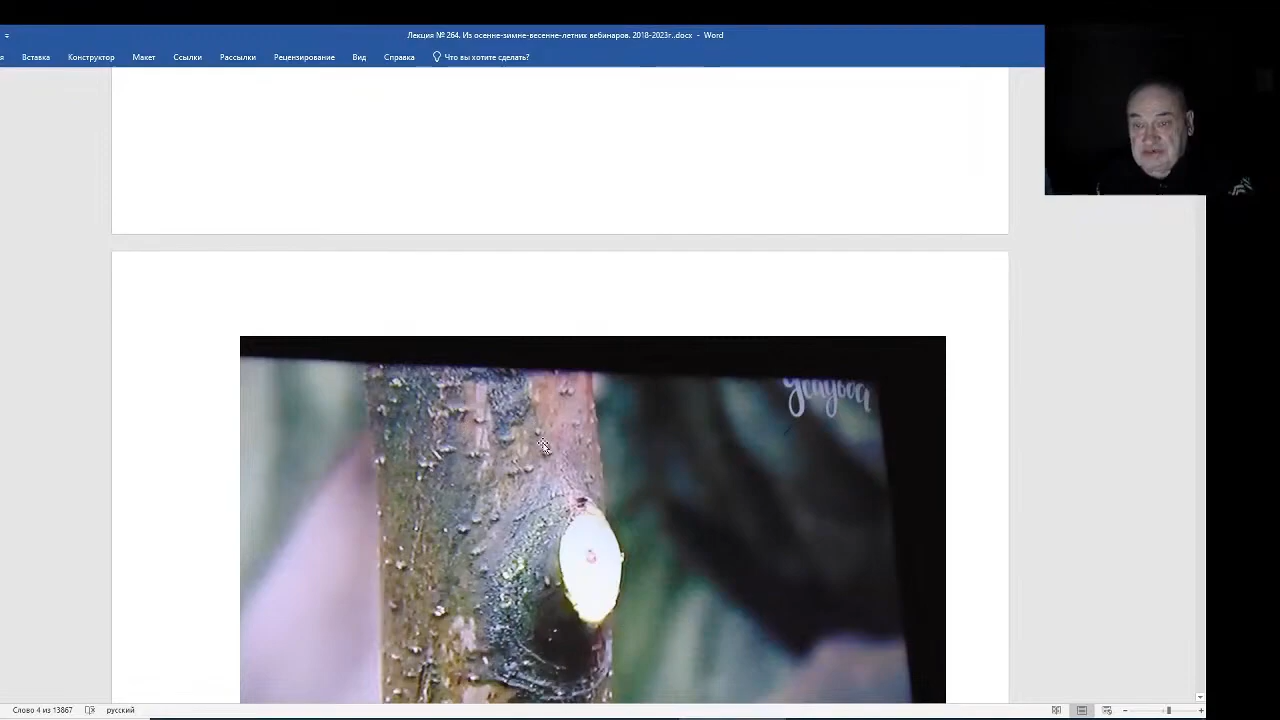 Лекция № 264. Из осенне-зимне-весенне-летних вебинаров. 2018-2023г..docx - Word
я Вставка Конструктор Макет Ссылки Рассылки Рецензирование Вид Справка Что вы хотите сделать?
усадьба
Слово 4 из 13867 русский